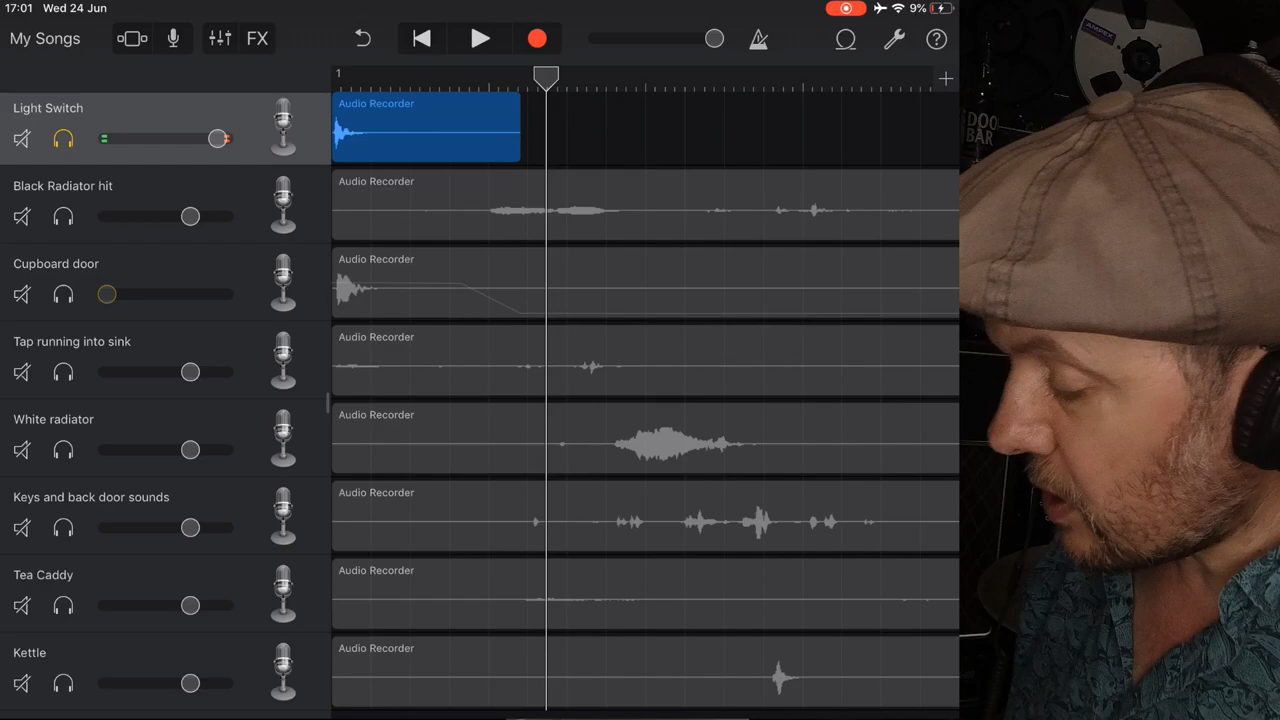 17:01 Wed 24 Jun
9%
My Songs
FX
1
Light Switch
Audio Recorder
Black Radiator hit
Audio Recorder
Cupboard door
Audio Recorder
Tap running into sink
Audio Recorder
White radiator
Audio Recorder
Keys and back door sounds
Audio Recorder
Tea Caddy
Audio Recorder
Kettle
Audio Recorder
AMPEX
DOO
BAR